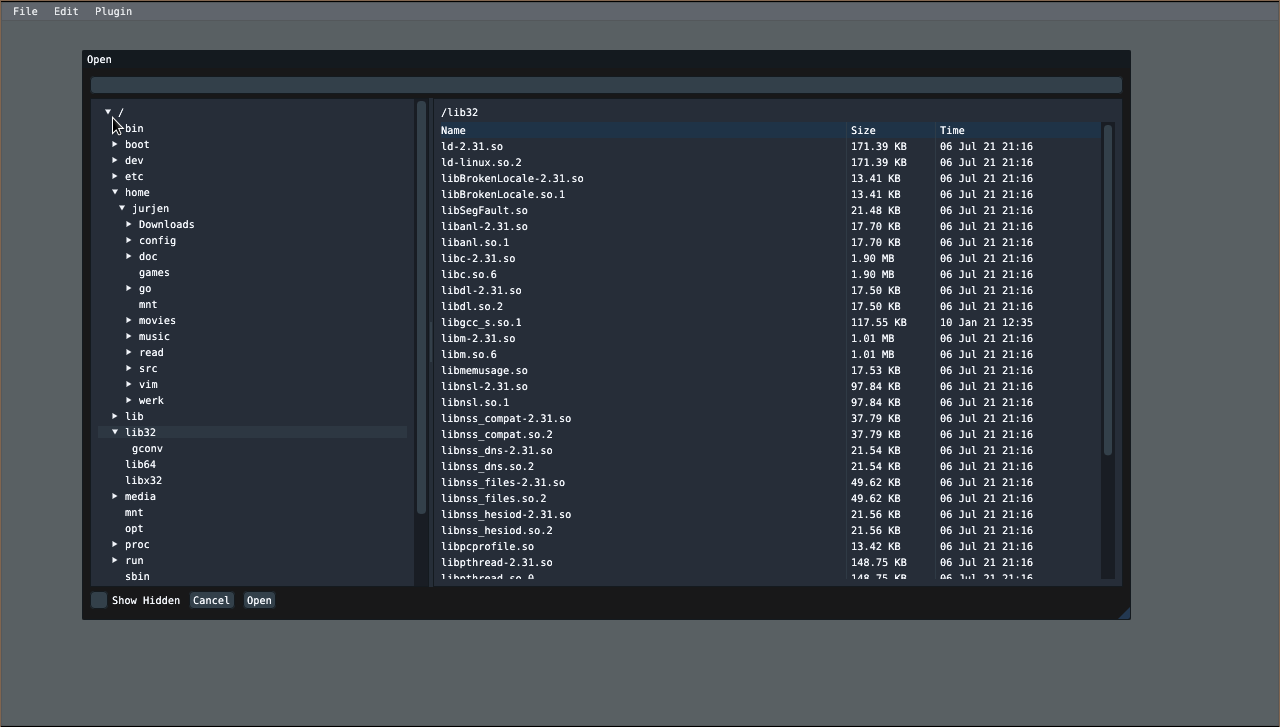 File Edit Plugin
Open
/
bin
boot
dev
etc
home
jurjen
Downloads
config
doc
games
go
mnt
movies
music
read
src
vim
werk
lib
lib32
gconv
lib64
libx32
media
mnt
opt
proc
run
sbin
/lib32
Name Size Time
ld-2.31.so 171.39 KB 06 Jul 21 21:16
ld-linux.so.2 171.39 KB 06 Jul 21 21:16
libBrokenLocale-2.31.so 13.41 KB 06 Jul 21 21:16
libBrokenLocale.so.1 13.41 KB 06 Jul 21 21:16
libSegFault.so 21.48 KB 06 Jul 21 21:16
libanl-2.31.so 17.70 KB 06 Jul 21 21:16
libanl.so.1 17.70 KB 06 Jul 21 21:16
libc-2.31.so 1.90 MB 06 Jul 21 21:16
libc.so.6 1.90 MB 06 Jul 21 21:16
libdl-2.31.so 17.50 KB 06 Jul 21 21:16
libdl.so.2 17.50 KB 06 Jul 21 21:16
libgcc_s.so.1 117.55 KB 10 Jan 21 12:35
libm-2.31.so 1.01 MB 06 Jul 21 21:16
libm.so.6 1.01 MB 06 Jul 21 21:16
libmemusage.so 17.53 KB 06 Jul 21 21:16
libnsl-2.31.so 97.84 KB 06 Jul 21 21:16
libnsl.so.1 97.84 KB 06 Jul 21 21:16
libnss_compat-2.31.so 37.79 KB 06 Jul 21 21:16
libnss_compat.so.2 37.79 KB 06 Jul 21 21:16
libnss_dns-2.31.so 21.54 KB 06 Jul 21 21:16
libnss_dns.so.2 21.54 KB 06 Jul 21 21:16
libnss_files-2.31.so 49.62 KB 06 Jul 21 21:16
libnss_files.so.2 49.62 KB 06 Jul 21 21:16
libnss_hesiod-2.31.so 21.56 KB 06 Jul 21 21:16
libnss_hesiod.so.2 21.56 KB 06 Jul 21 21:16
libpcprofile.so 13.42 KB 06 Jul 21 21:16
libpthread-2.31.so 148.75 KB 06 Jul 21 21:16
libpthread.so.0 148.75 KB 06 Jul 21 21:16
Show Hidden Cancel Open